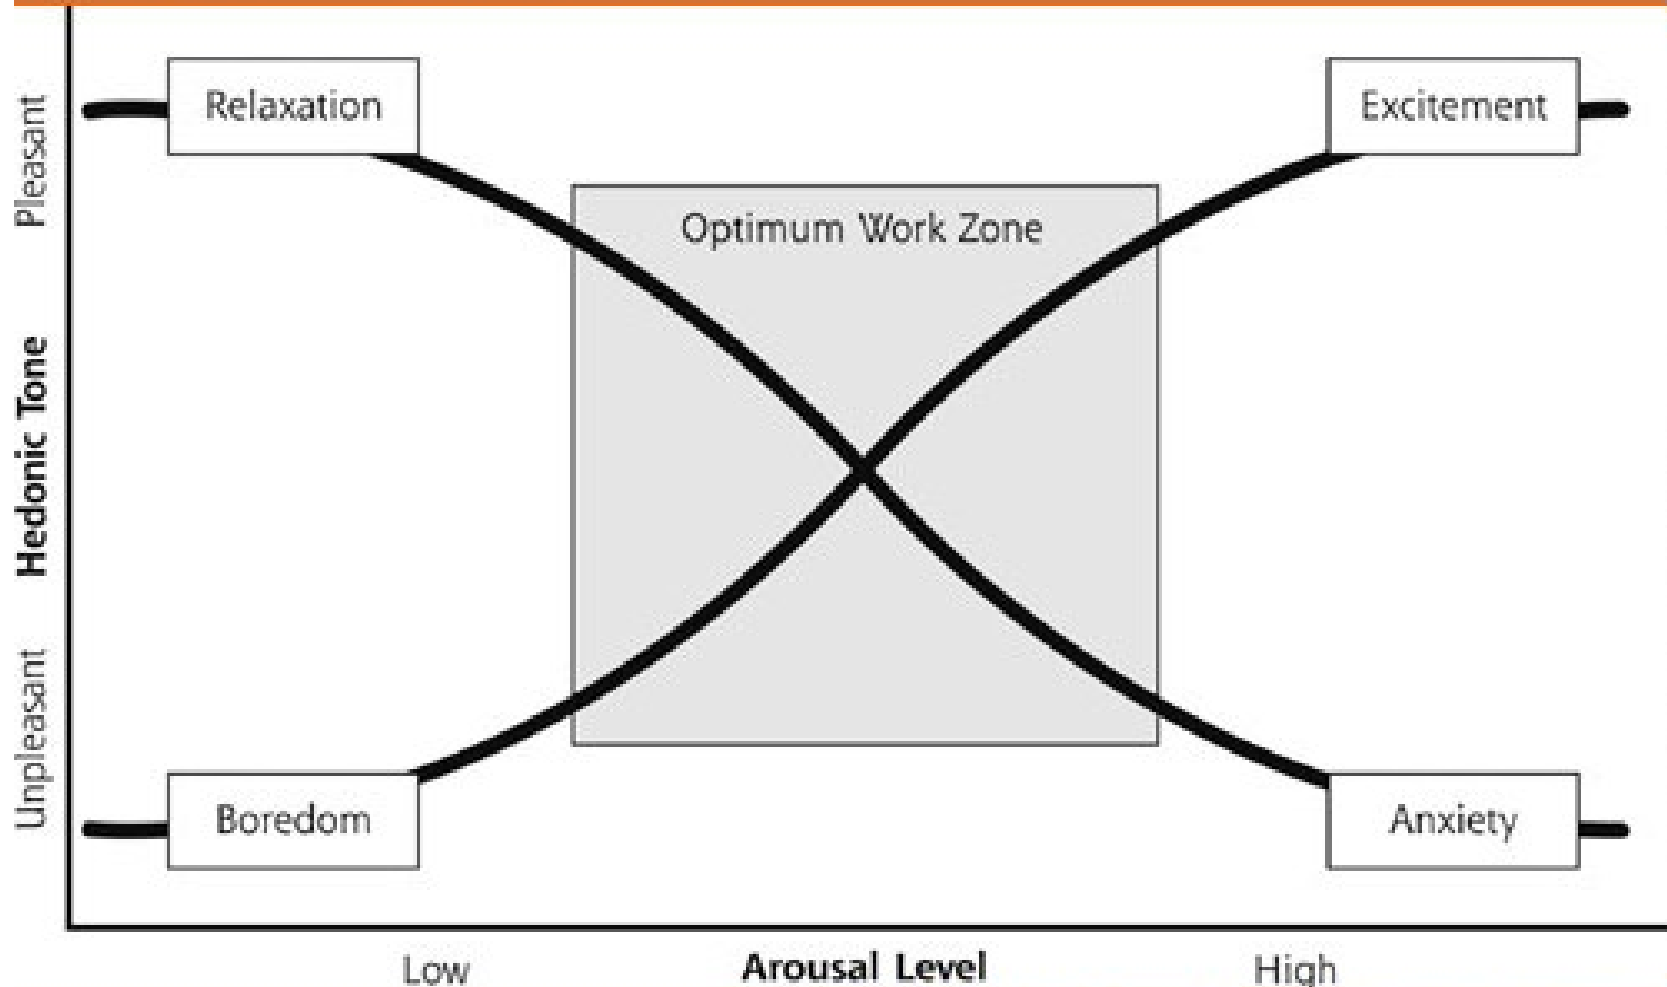 Relaxation
Excitement
Optimum Work Zone
Pleasant
Hedonic Tone
Unpleasant
Boredom
Anxiety
Low
Arousal Level
High